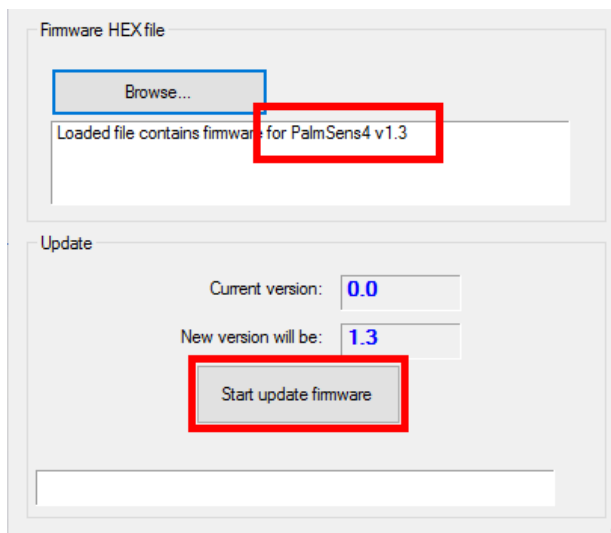 Firmware HEX file
Browse...
Loaded file contains firmware for PalmSens4 v1.3
Update
Current version: 0.0
New version will be: 1.3
Start update firmware